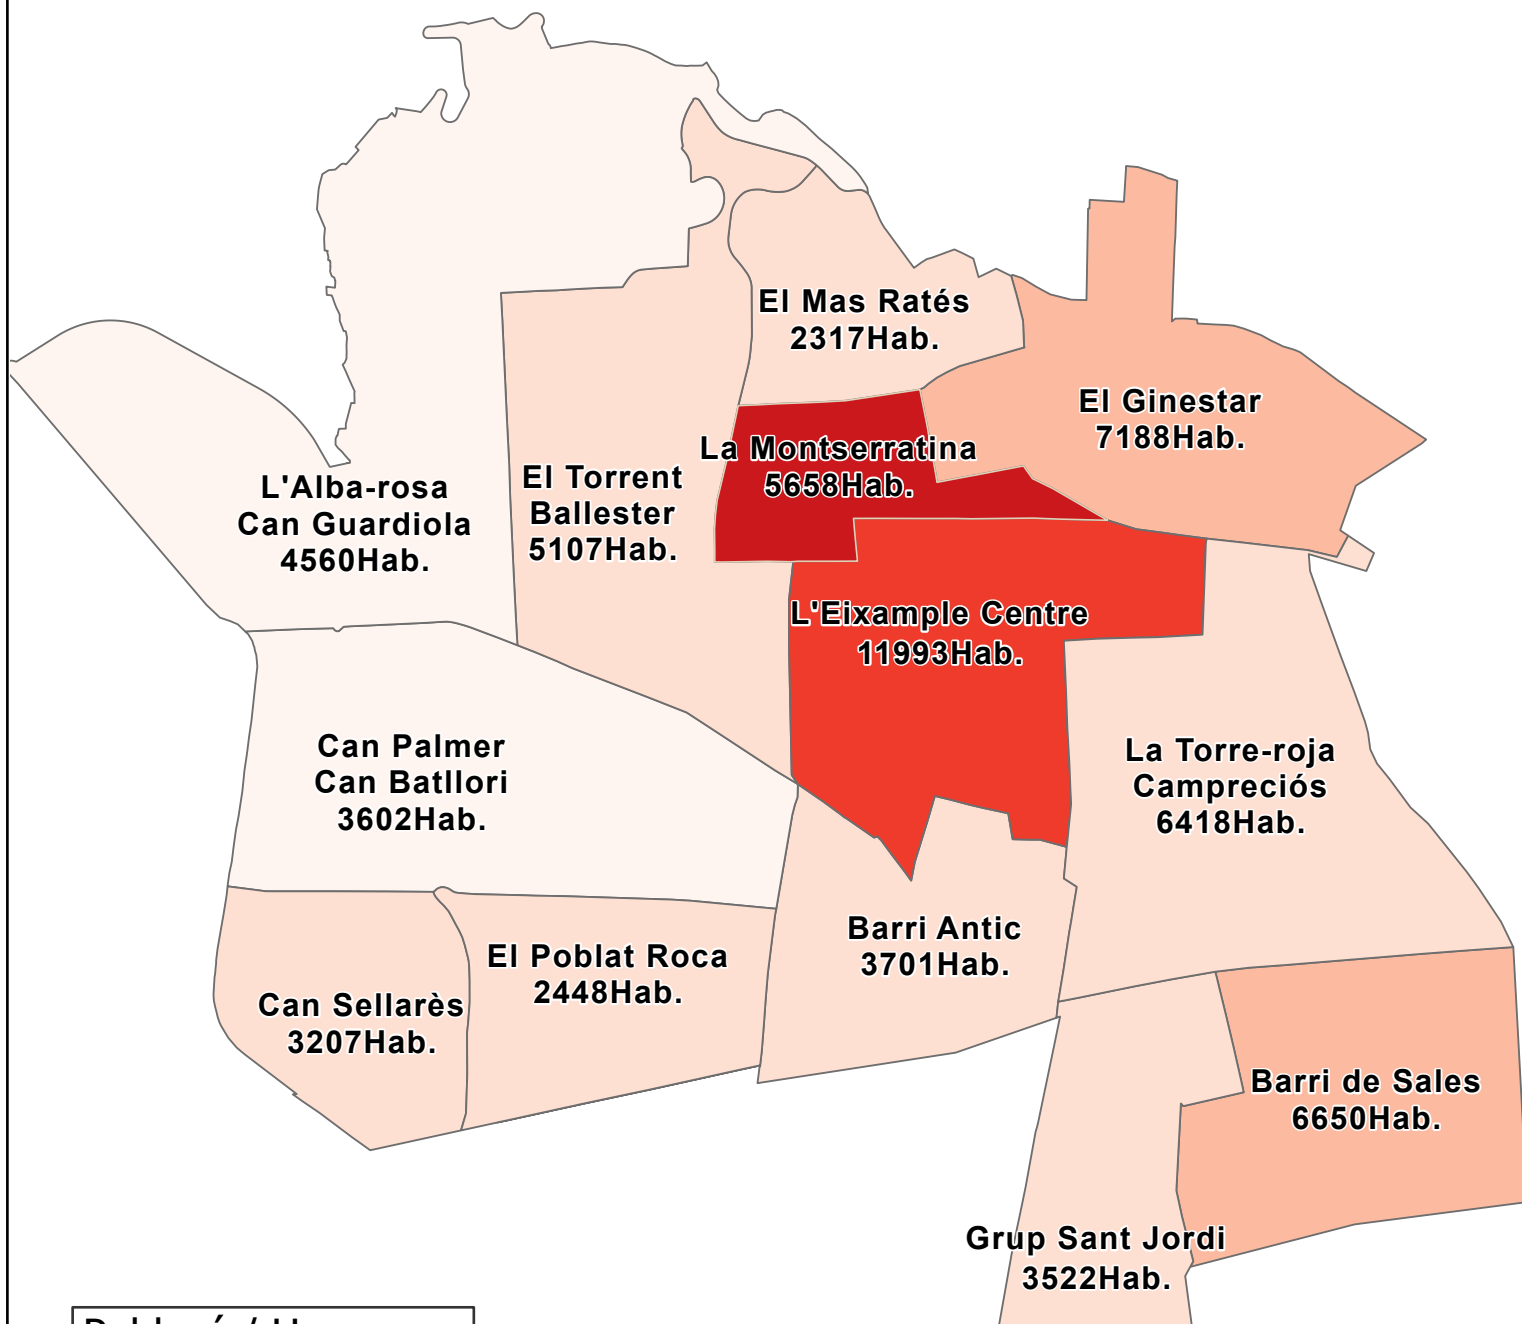 El Mas Ratés
2317Hab.
El Ginestar
7188Hab.
La Montserratina
5658Hab.
El Torrent
Ballester
5107Hab.
L'Alba-rosa
Can Guardiola
4560Hab.
L'Eixample Centre
11993Hab.
Can Palmer
Can Batllori
3602Hab.
La Torre-roja
Campreciós
6418Hab.
Barri Antic
3701Hab.
El Poblat Roca
2448Hab.
Can Sellarès
3207Hab.
Barri de Sales
6650Hab.
Grup Sant Jordi
3522Hab.